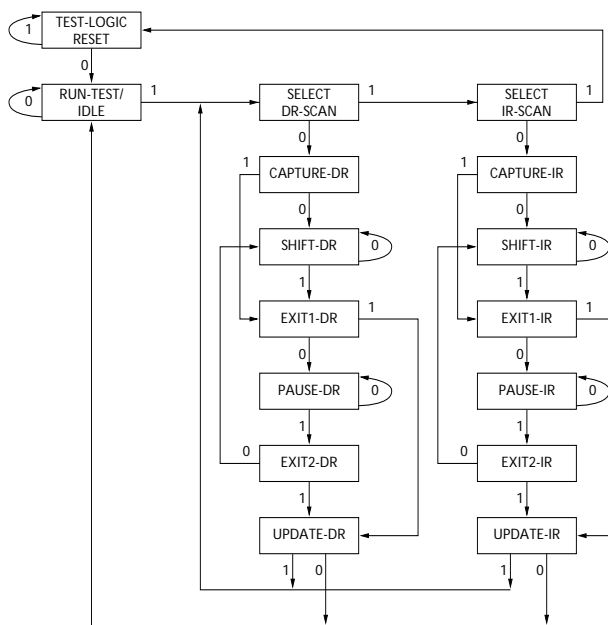 TEST-LOGIC
RESET
1
0
RUN-TEST/
IDLE
0
1
SELECT
DR-SCAN
1
SELECT
IR-SCAN
1
0
0
1
CAPTURE-DR
1
CAPTURE-IR
0
0
SHIFT-DR
0
SHIFT-IR
0
1
1
EXIT1-DR
1
EXIT1-IR
1
0
0
PAUSE-DR
0
PAUSE-IR
0
1
1
0
EXIT2-DR
0
EXIT2-IR
1
1
UPDATE-DR
UPDATE-IR
1
0
1
0